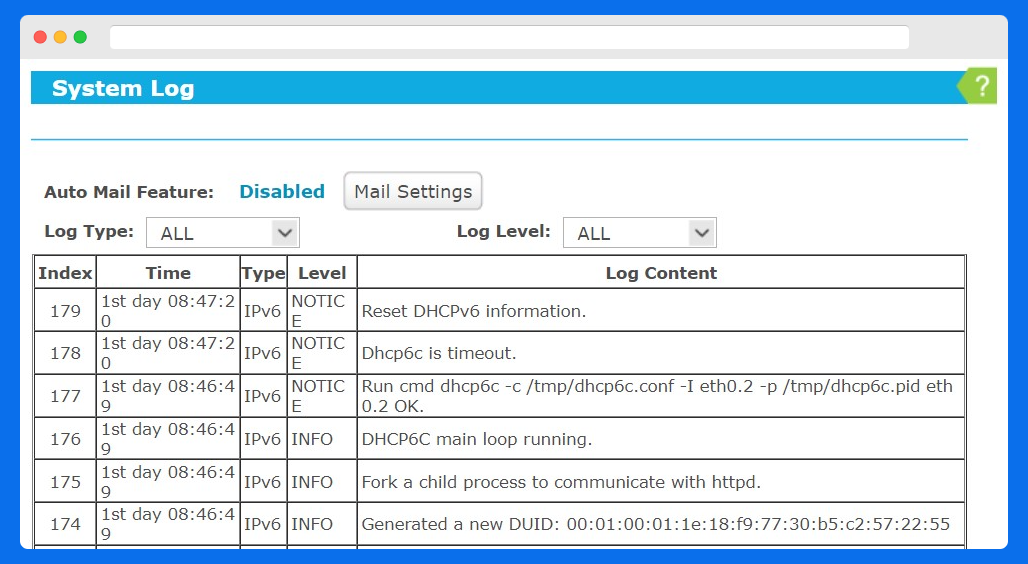 System Log
?
Auto Mail Feature: Disabled Mail Settings
Log Type: ALL Log Level: ALL
Index Time Type Level Log Content
179 1st day 08:47:20 IPv6 NOTICE Reset DHCPv6 information.
178 1st day 08:47:20 IPv6 NOTICE Dhcp6c is timeout.
177 1st day 08:46:49 IPv6 NOTICE Run cmd dhcp6c -c /tmp/dhcp6c.conf -I eth0.2 -p /tmp/dhcp6c.pid eth0.2 OK.
176 1st day 08:46:49 IPv6 INFO DHCP6C main loop running.
175 1st day 08:46:49 IPv6 INFO Fork a child process to communicate with httpd.
174 1st day 08:46:49 IPv6 INFO Generated a new DUID: 00:01:00:01:1e:18:f9:77:30:b5:c2:57:22:55